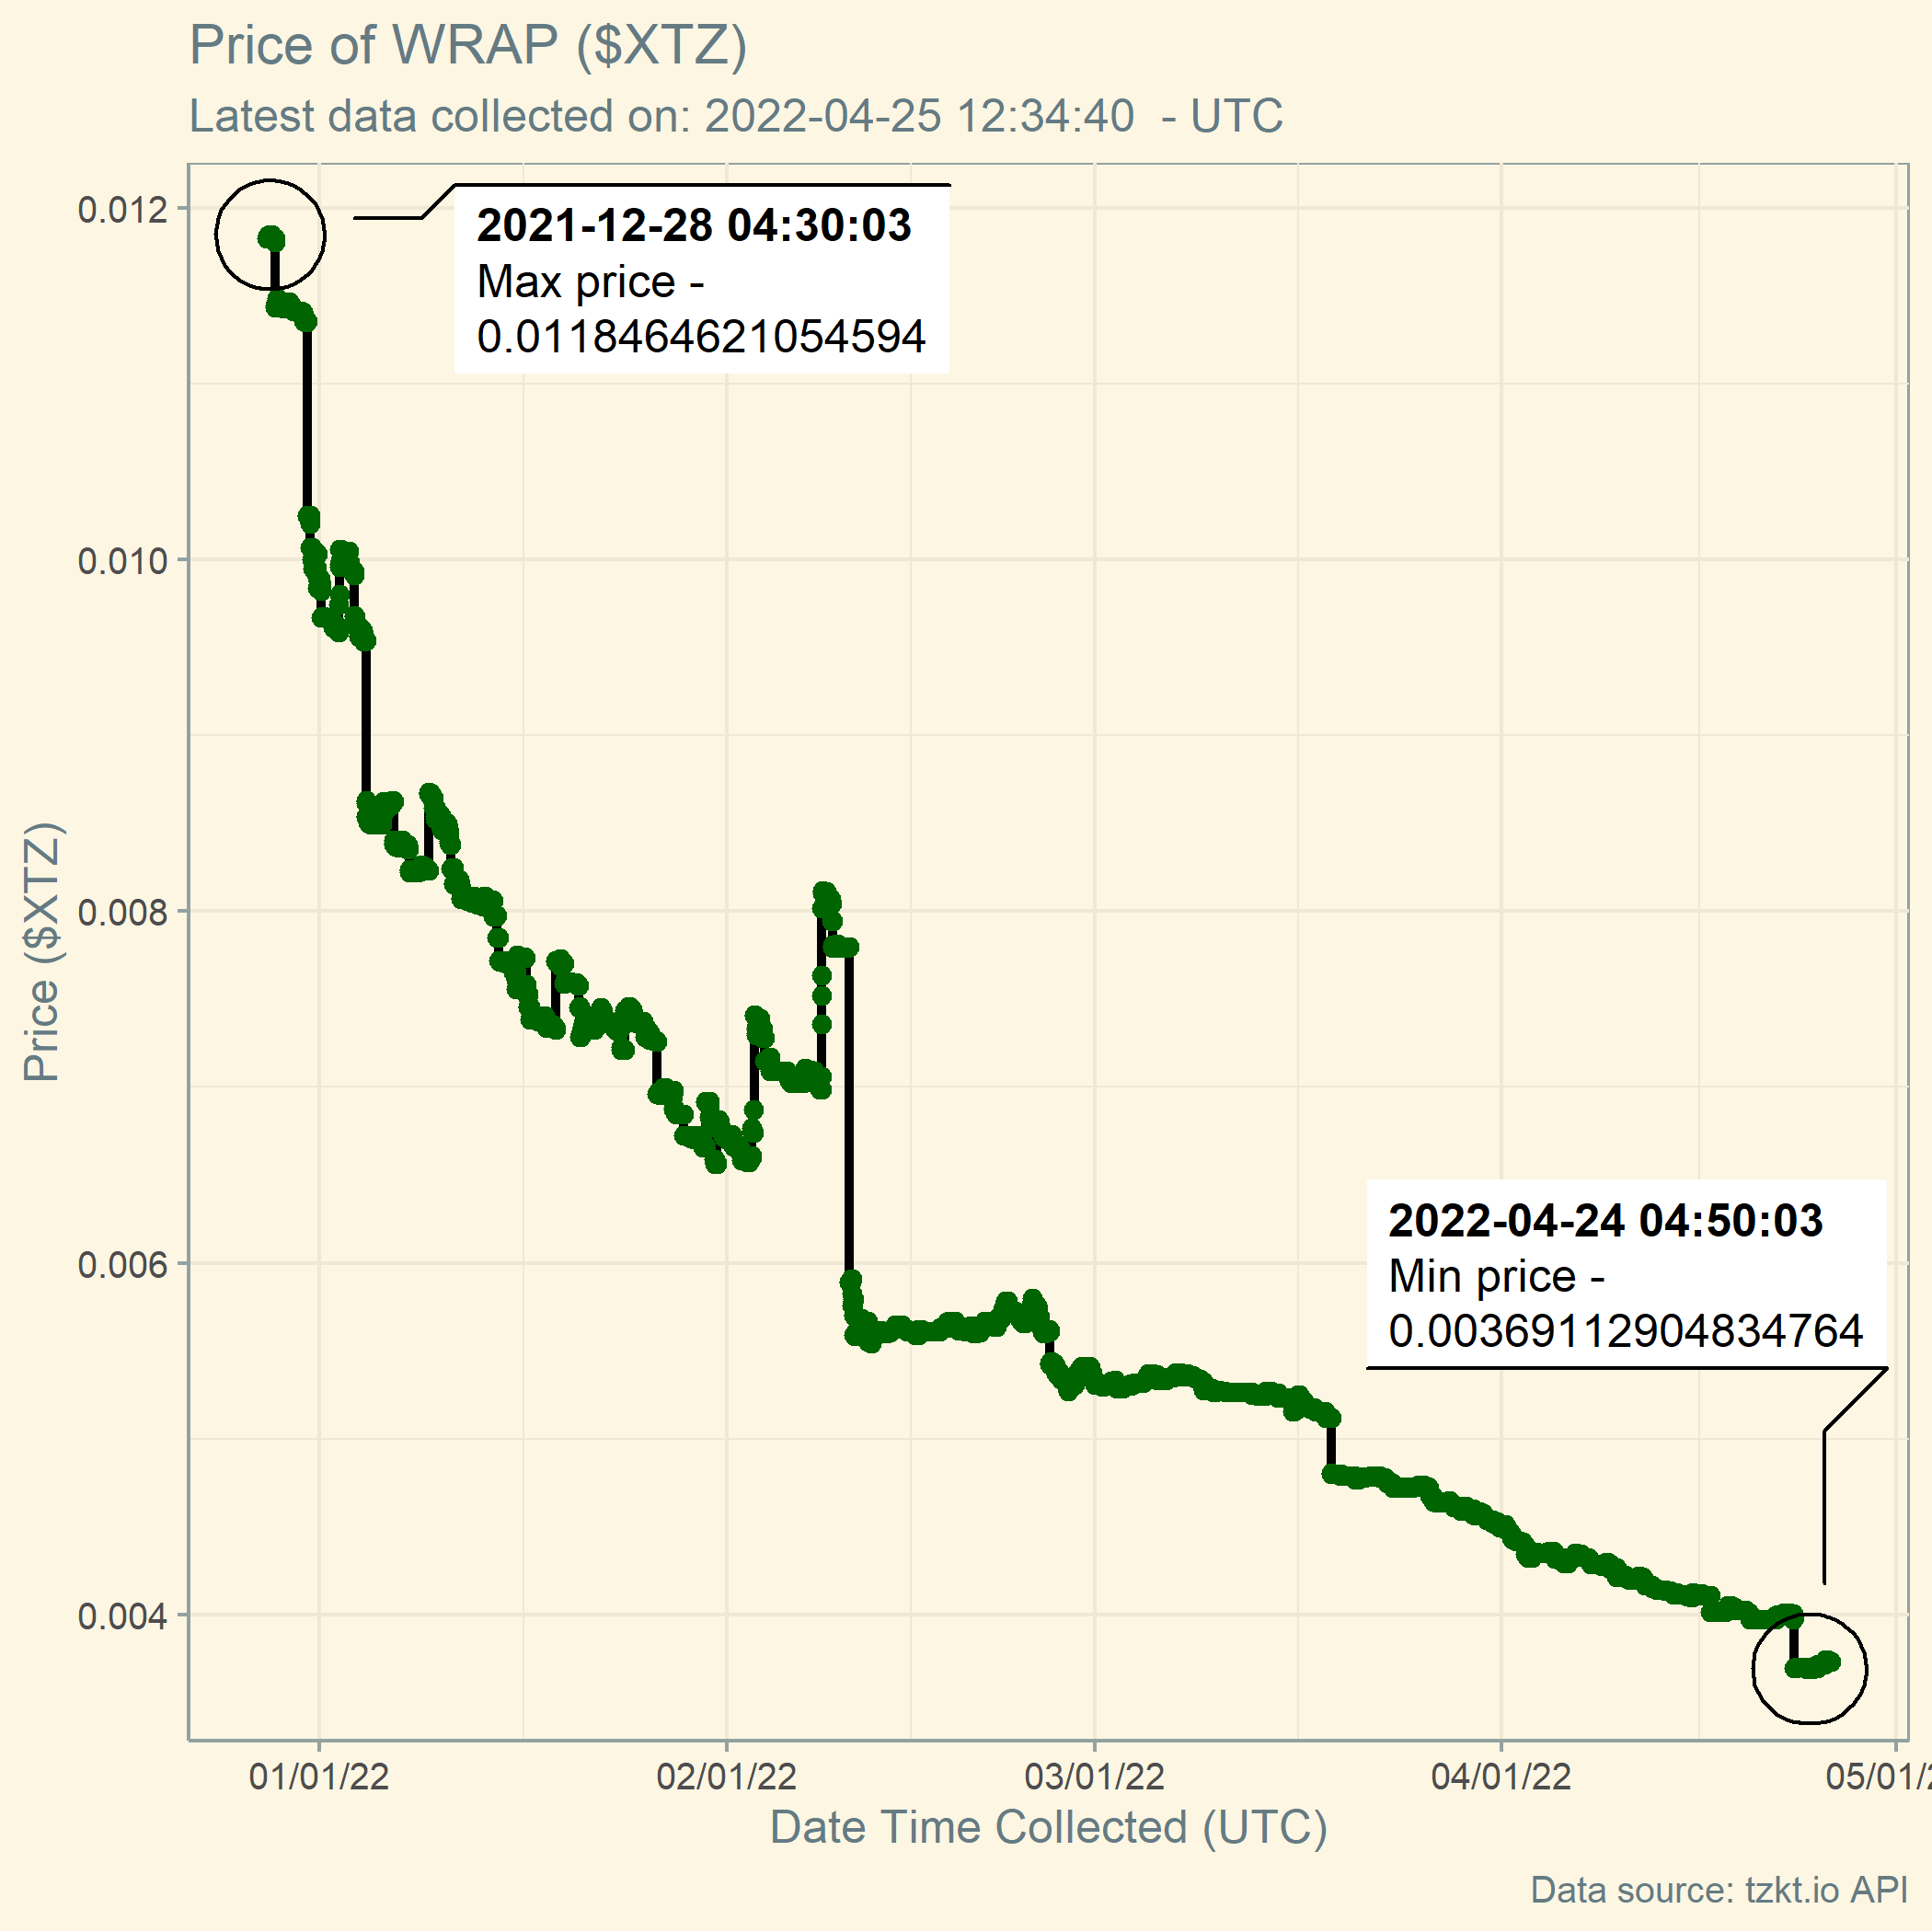 Price of WRAP ($XTZ)
Latest data collected on: 2022-04-25 12:34:40 - UTC
0.012
0.010
0.008
0.006
0.004
Price ($XTZ)
2021-12-28 04:30:03
Max price -
0.0118464621054594
2022-04-24 04:50:03
Min price -
0.00369112904834764
01/01/22
02/01/22
03/01/22
04/01/22
05/01/2
Date Time Collected (UTC)
Data source: tzkt.io API